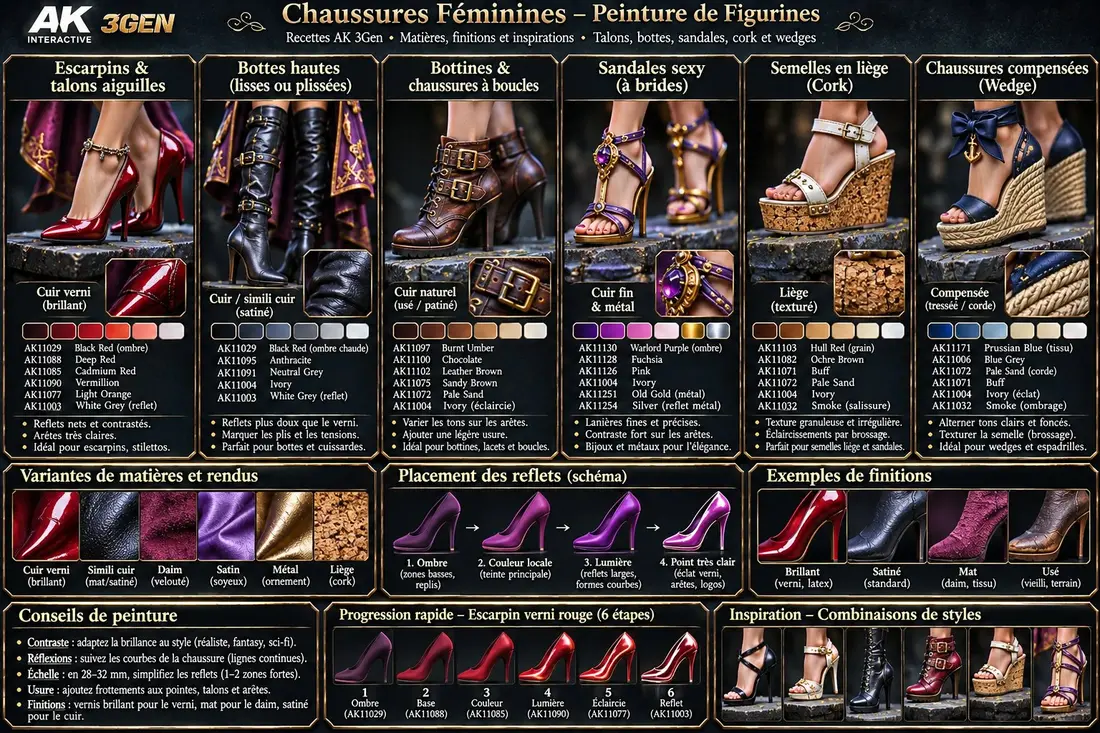 AK
INTERACTIVE
3GEN
Chaussures Féminines – Peinture de Figurines
Recettes AK 3Gen • Matières, finitions et inspirations • Talons, bottes, sandales, cork et wedges
Escarpins &
talons aiguilles
Cuir verni
(brillant)
AK11029 Black Red (ombre)
AK11088 Deep Red
AK11085 Cadmium Red
AK11090 Vermillion
AK11077 Light Orange
AK11003 White Grey (reflet)
• Reflets nets et contrastés.
• Arêtes très claires.
• Idéal pour escarpins, stilettos.
Bottes hautes
(lisses ou plissées)
Cuir / simili cuir
(satiné)
AK11029 Black Red (ombre chaude)
AK11095 Anthracite
AK11091 Neutral Grey
AK11004 Ivory
AK11003 White Grey (reflet)
• Reflets plus doux que le verni.
• Marquer les plis et les tensions.
• Parfait pour bottes et cuissardes.
Bottines &
chaussures à boucles
Cuir naturel
(usé / patiné)
AK11097 Burnt Umber
AK11100 Chocolate
AK11102 Leather Brown
AK11075 Sandy Brown
AK11072 Pale Sand
AK11004 Ivory (éclaircie)
• Varier les tons sur les arêtes.
• Ajouter une légère usure.
• Idéal pour bottines, lacets et boucles.
Sandales sexy
(à brides)
Cuir fin
& métal
AK11130 Warlord Purple (ombre)
AK11128 Fuchsia
AK11126 Pink
AK11004 Ivory
AK11251 Old Gold (métal)
AK11254 Silver (reflet métal)
• Lanières fines et précises.
• Contraste fort sur les arêtes.
• Bijoux et métaux pour l'élégance.
Semelles en liège
(Cork)
Liège
(texturé)
AK11103 Hull Red (grain)
AK11082 Ochre Brown
AK11071 Buff
AK11072 Pale Sand
AK11004 Ivory
AK11032 Smoke (salissure)
• Texture granuleuse et irrégulière.
• Éclaircissements par brossage.
• Parfait pour semelles liège et sandales.
Chaussures compensées
(Wedge)
Compensée
(tressée / corde)
AK11171 Prussian Blue (tissu)
AK11006 Blue Grey
AK11072 Pale Sand (corde)
AK11071 Buff
AK11004 Ivory (éclat)
AK11032 Smoke (ombrage)
• Alterner tons clairs et foncés.
• Texturer la semelle (brossage).
• Idéal pour wedges et espadrilles.
Variantes de matières et rendus
Cuir verni
(brillant)
Simili cuir
(mat/satiné)
Daim
(velouté)
Satin
(soyeux)
Métal
(ornement)
Liège
(cork)
Placement des reflets (schéma)
1. Ombre
(zones basses,
replis)
2. Couleur locale
(teinte principale)
3. Lumière
(reflets larges,
formes courbes)
4. Point très clair
(éclat verni,
arêtes, logos)
Exemples de finitions
Brillant
(verni, latex)
Satiné
(standard)
Mat
(daim, tissu)
Usé
(vieilli, terrain)
Conseils de peinture
• Contraste : adaptez la brillance au style (réaliste, fantasy, sci-fi).
• Réflexions : suivez les courbes de la chaussure (lignes continues).
• Échelle : en 28–32 mm, simplifiez les reflets (1–2 zones fortes).
• Usure : ajoutez frottements aux pointes, talons et arêtes.
• Finitions : vernis brillant pour le verni, mat pour le daim, satiné
pour le cuir.
Progression rapide – Escarpin verni rouge (6 étapes)
1
Ombre
(AK11029)
2
Base
(AK11088)
3
Couleur
(AK11085)
4
Lumière
(AK11090)
5
Éclaircie
(AK11077)
6
Reflet
(AK11003)
Inspiration – Combinaisons de styles